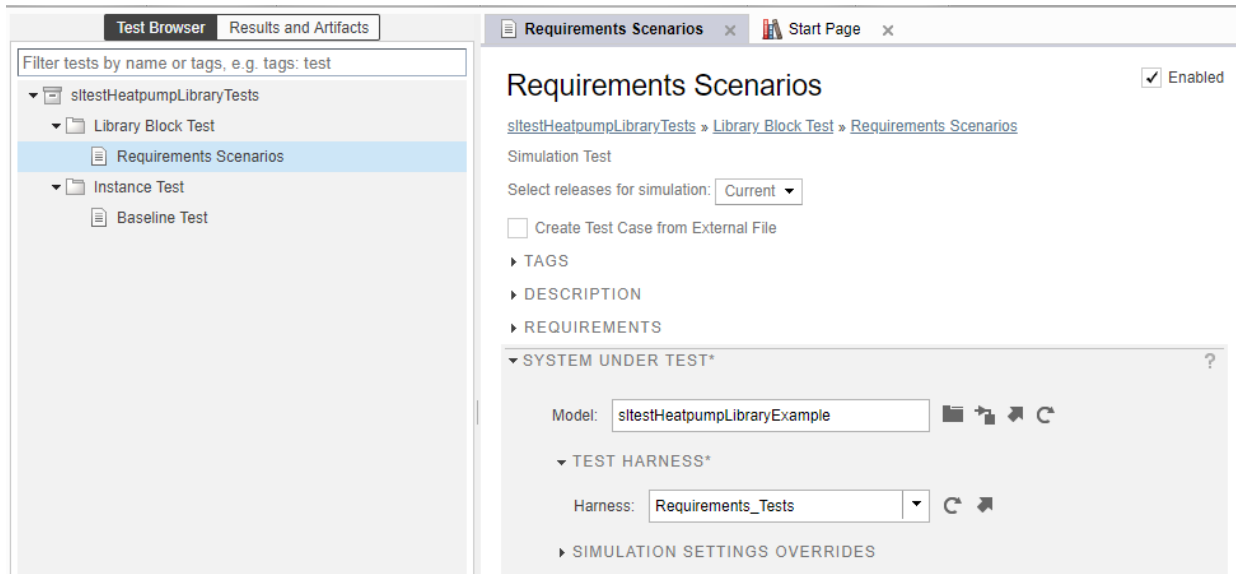 Test Browser Results and Artifacts
Filter tests by name or tags, e.g. tags: test
sltestHeatpumpLibraryTests
Library Block Test
Requirements Scenarios
Instance Test
Baseline Test
Requirements Scenarios Start Page
Requirements Scenarios Enabled
sltestHeatpumpLibraryTests » Library Block Test » Requirements Scenarios
Simulation Test
Select releases for simulation: Current
Create Test Case from External File
TAGS
DESCRIPTION
REQUIREMENTS
SYSTEM UNDER TEST* ?
Model: sltestHeatpumpLibraryExample
TEST HARNESS*
Harness: Requirements_Tests
SIMULATION SETTINGS OVERRIDES